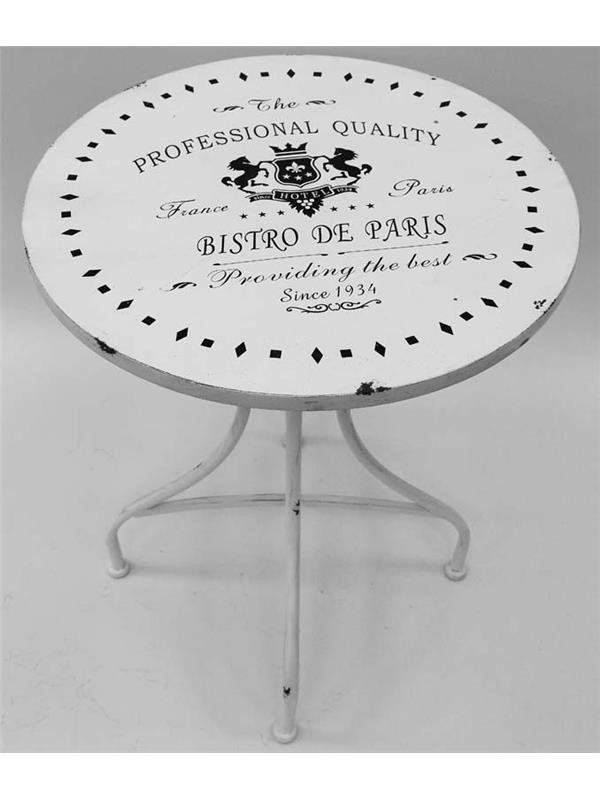 The
PROFESSIONAL QUALITY
HOTEL
France Paris
BISTRO DE PARIS
Providing the best
Since 1934